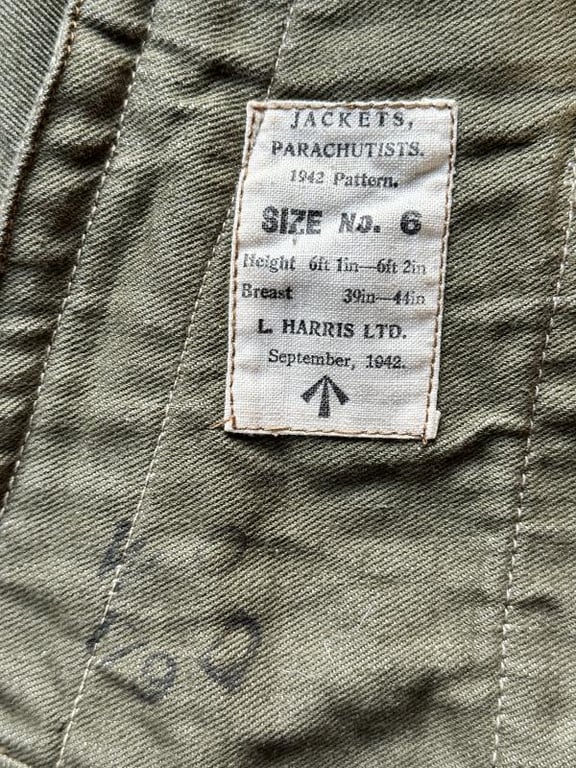 JACKETS,
PARACHUTISTS.
1942 Pattern.
SIZE No. 6
Height 6ft 1in—6ft 2in
Breast 39in—44in
L. HARRIS LTD.
September, 1942.